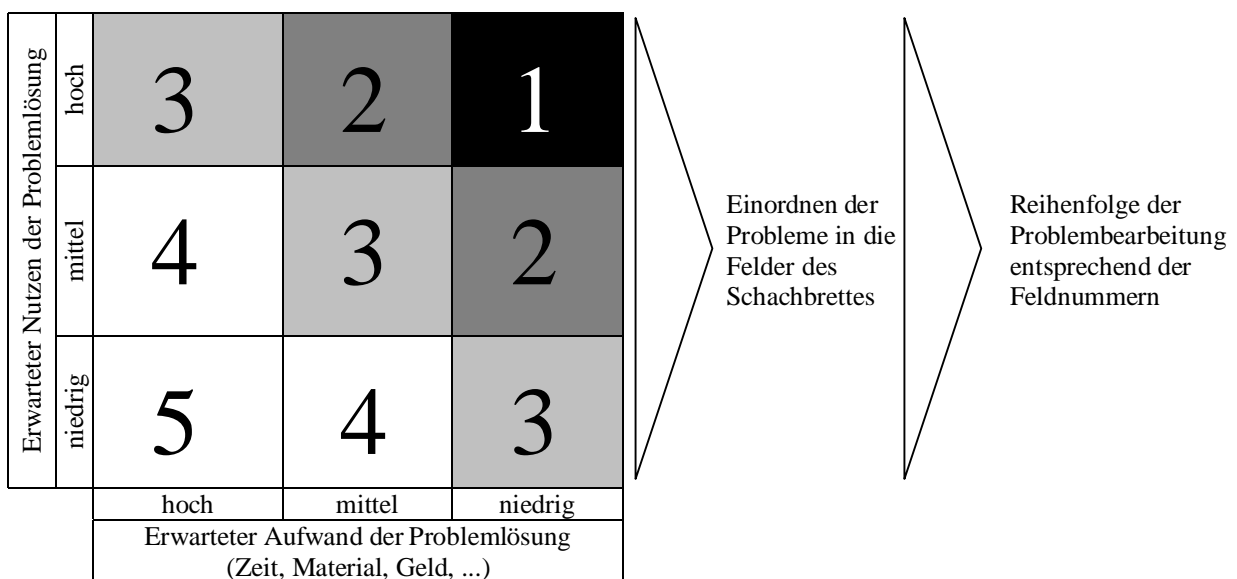 Erwarteter Nutzen der Problemlösung
hoch
3
2
1
mittel
4
3
2
niedrig
5
4
3
hoch
mittel
niedrig
Erwarteter Aufwand der Problemlösung
(Zeit, Material, Geld, ...)
Einordnen der
Probleme in die
Felder des
Schachbrettes
Reihenfolge der
Problembearbeitung
entsprechend der
Feldnummern